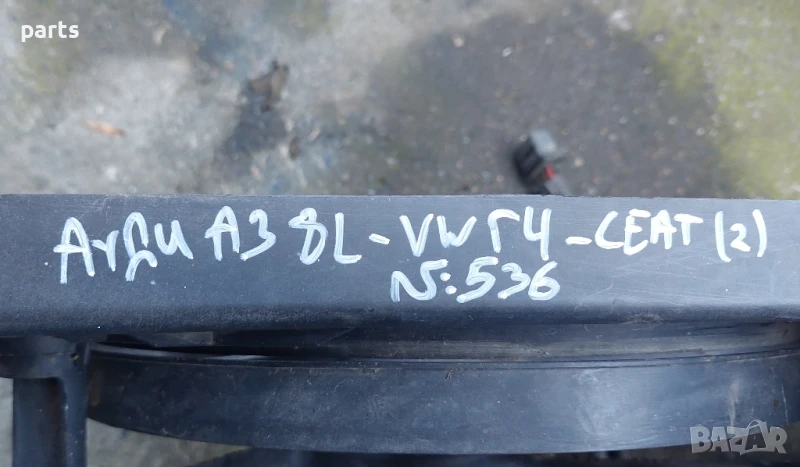 parts
Ауди А3 8L - VW Г4 - СЕАТ (2)
N:536
BAZAR